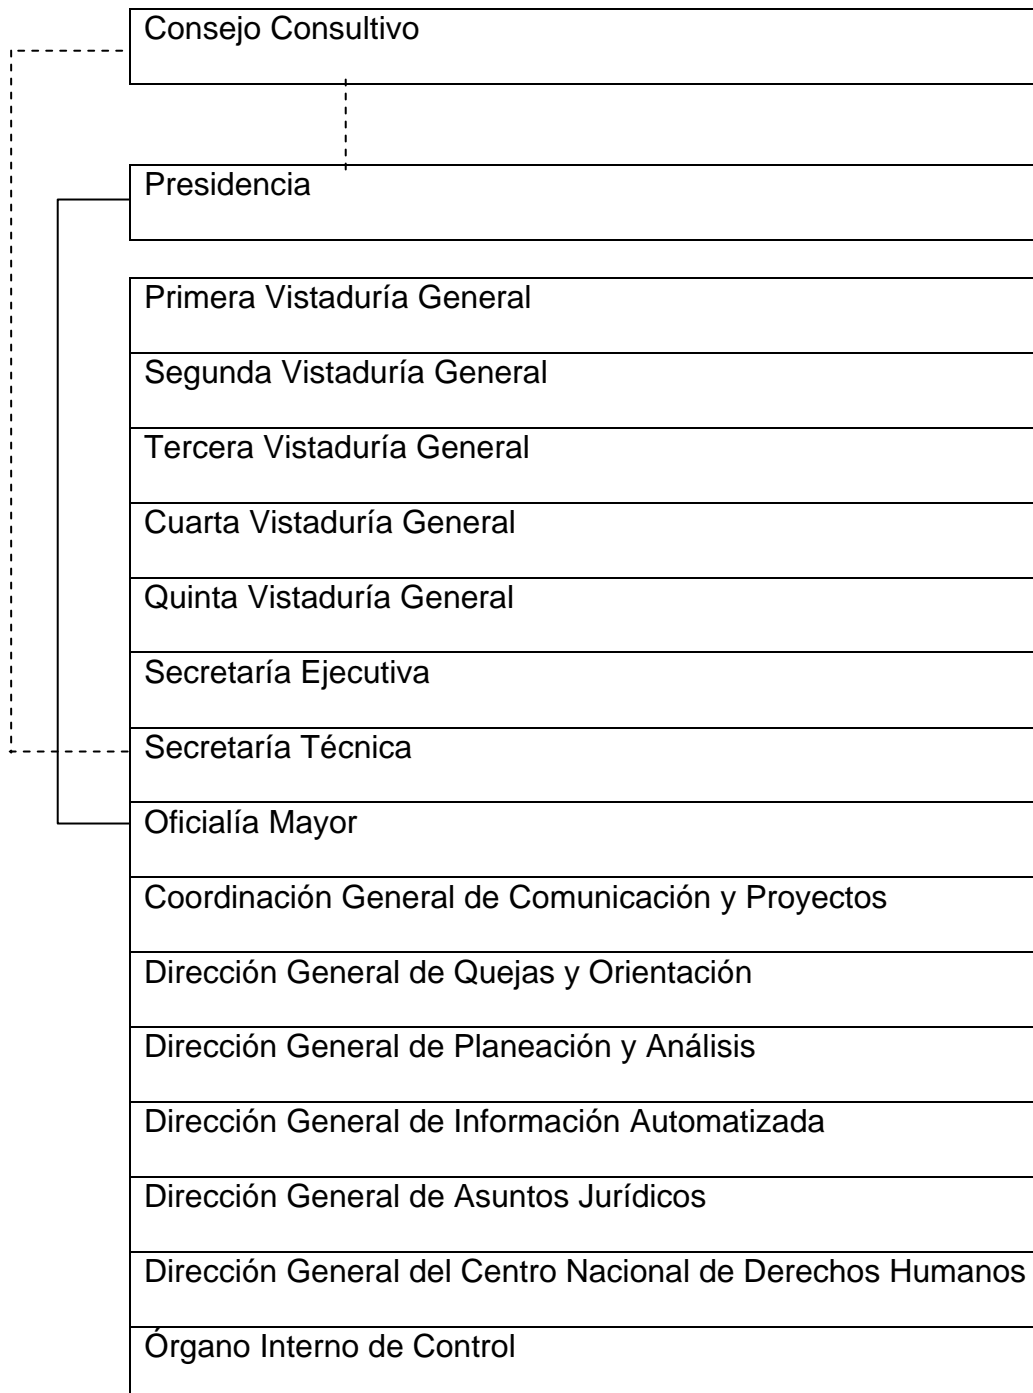 Consejo Consultivo
Presidencia
Primera Vistaduría General
Segunda Vistaduría General
Tercera Vistaduría General
Cuarta Vistaduría General
Quinta Vistaduría General
Secretaría Ejecutiva
Secretaría Técnica
Oficialía Mayor
Coordinación General de Comunicación y Proyectos
Dirección General de Quejas y Orientación
Dirección General de Planeación y Análisis
Dirección General de Información Automatizada
Dirección General de Asuntos Jurídicos
Dirección General del Centro Nacional de Derechos Humanos
Órgano Interno de Control